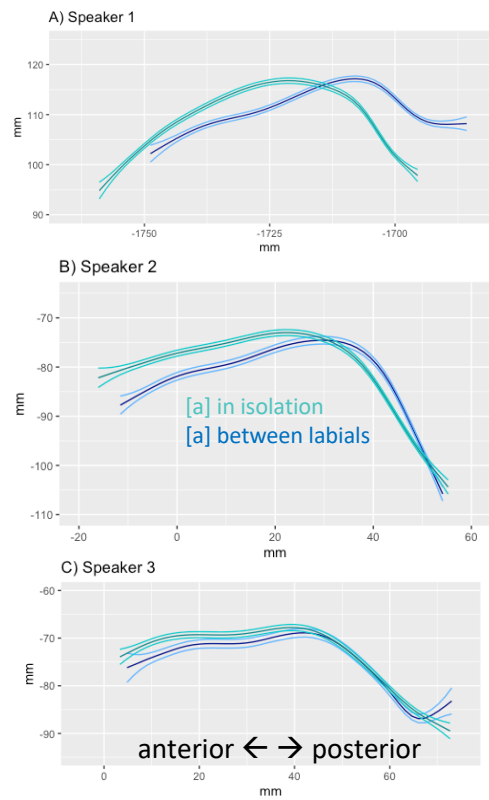 A) Speaker 1
120
110
100
90
mm
-1750
-1725
-1700
mm
B) Speaker 2
-70
-80
-90
-100
-110
mm
[a] in isolation
[a] between labials
-20
0
20
40
60
mm
C) Speaker 3
-60
-70
-80
-90
mm
anterior ← → posterior
0
20
40
60
mm